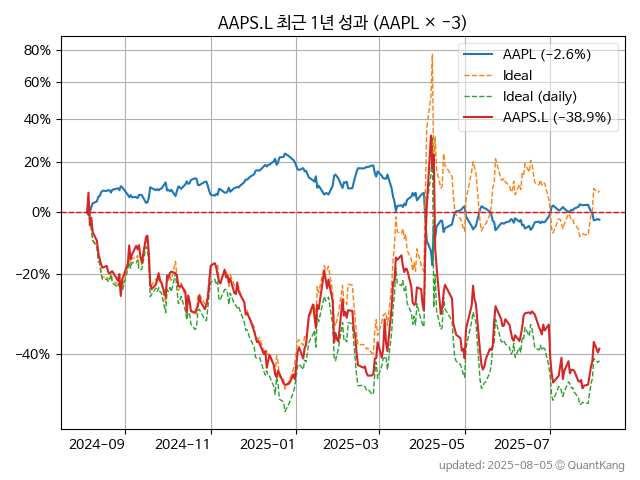 AAPS.L 최근 1년 성과 (AAPL × −3)
80%
60%
40%
20%
0%
−20%
−40%
AAPL (−2.6%)
Ideal
Ideal (daily)
AAPS.L (−38.9%)
2024-09
2024-11
2025-01
2025-03
2025-05
2025-07
updated: 2025-08-05 © QuantKang